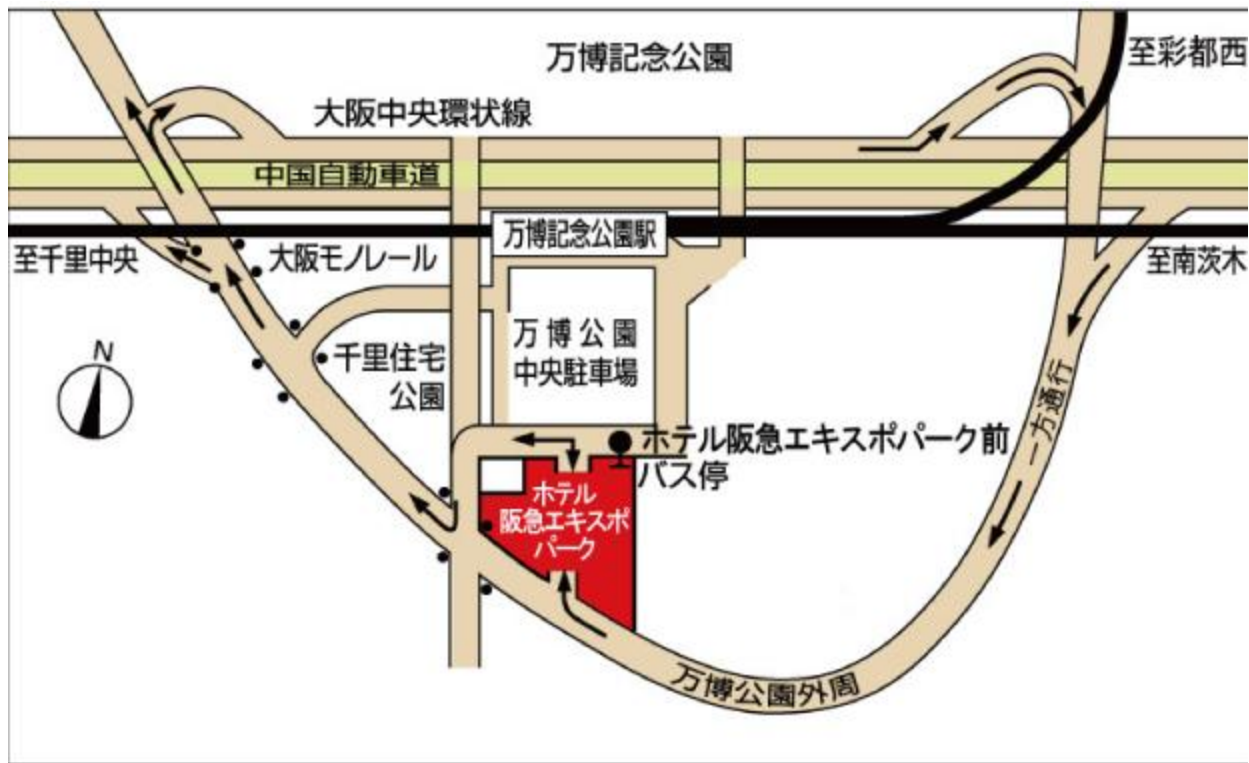 万博記念公園
至彩都西
大阪中央環状線
中国自動車道
万博記念公園駅
至千里中央
大阪モノレール
至南茨木
N
万博公園
中央駐車場
千里住宅
公園
一方通行
ホテル阪急エキスポパーク前
バス停
ホテル
阪急エキスポ
パーク
万博公園外周